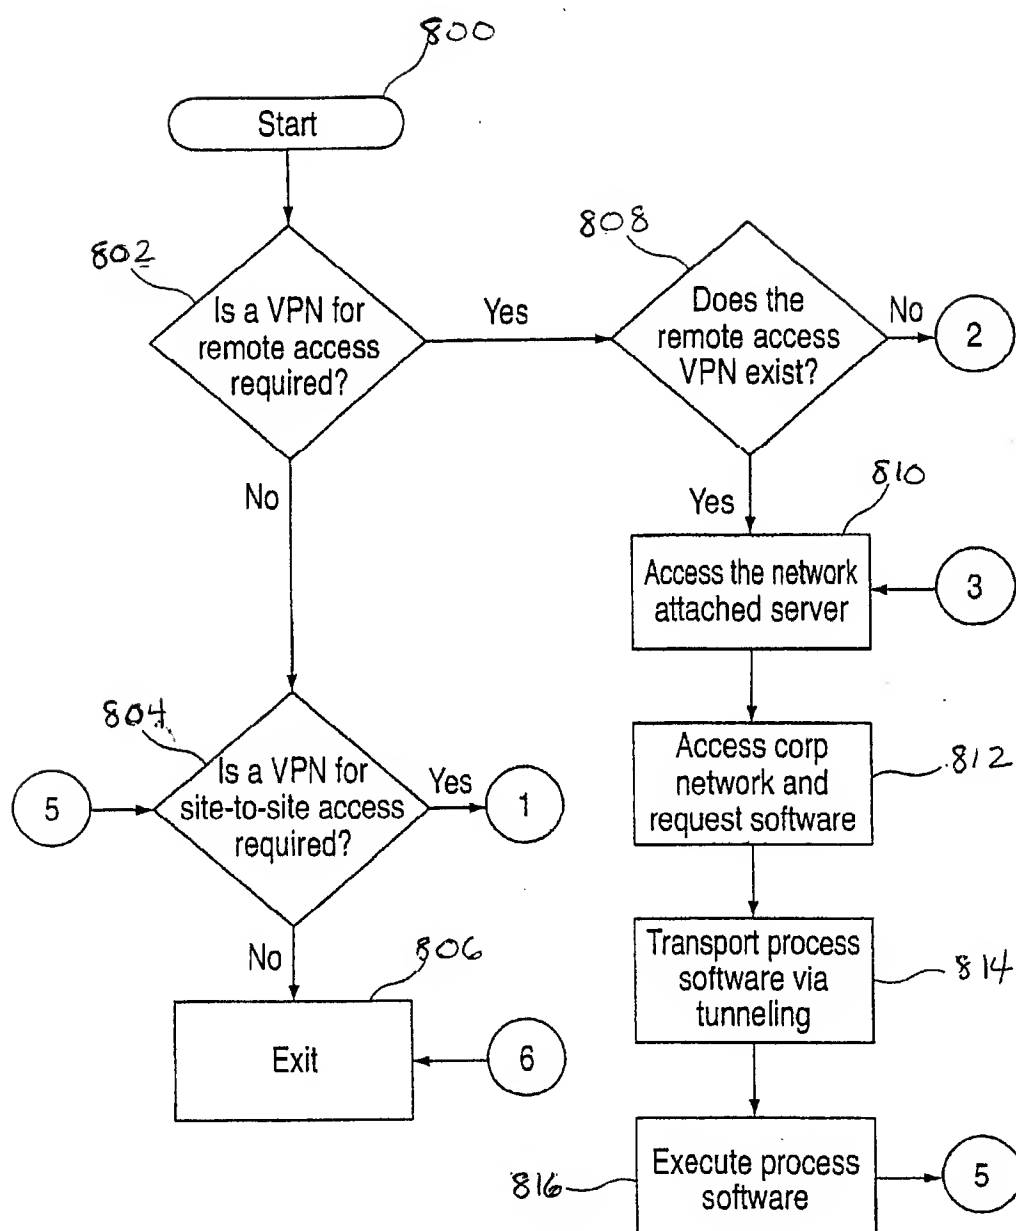 800
Start
802
Is a VPN for
remote access
required?
Yes
808
Does the
remote access
VPN exist?
No
2
No
Yes
810
Access the network
attached server
3
804
Is a VPN for
site-to-site access
required?
5
Yes
1
Access corp
network and
request software
812
No
806
Exit
6
Transport process
software via
tunneling
814
816
Execute process
software
5